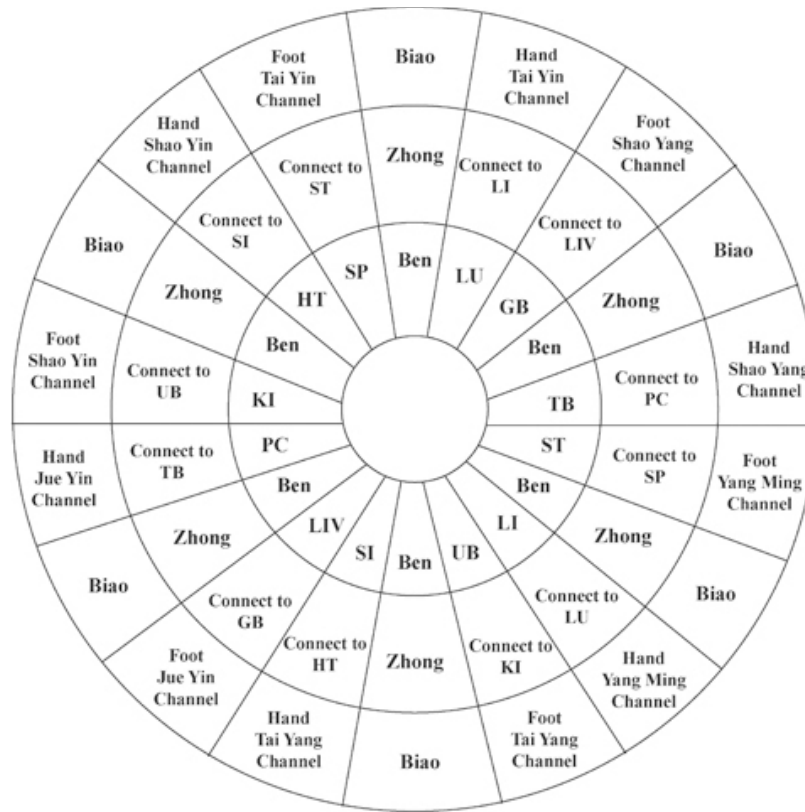 Biao
Hand
Tai Yin
Channel
Foot
Shao Yang
Channel
Biao
Hand
Shao Yang
Channel
Foot
Yang Ming
Channel
Biao
Hand
Yang Ming
Channel
Foot
Tai Yang
Channel
Biao
Hand
Tai Yang
Channel
Foot
Jue Yin
Channel
Biao
Hand
Jue Yin
Channel
Foot
Shao Yin
Channel
Biao
Hand
Shao Yin
Channel
Foot
Tai Yin
Channel
Zhong
Connect to
LI
Connect to
LIV
Zhong
Connect to
PC
Connect to
SP
Zhong
Connect to
LU
Connect to
KI
Zhong
Connect to
HT
Connect to
GB
Zhong
Connect to
TB
Connect to
UB
Zhong
Connect to
SI
Connect to
ST
Ben
LU
GB
Ben
TB
ST
Ben
LI
UB
Ben
SI
LIV
Ben
PC
KI
Ben
HT
SP